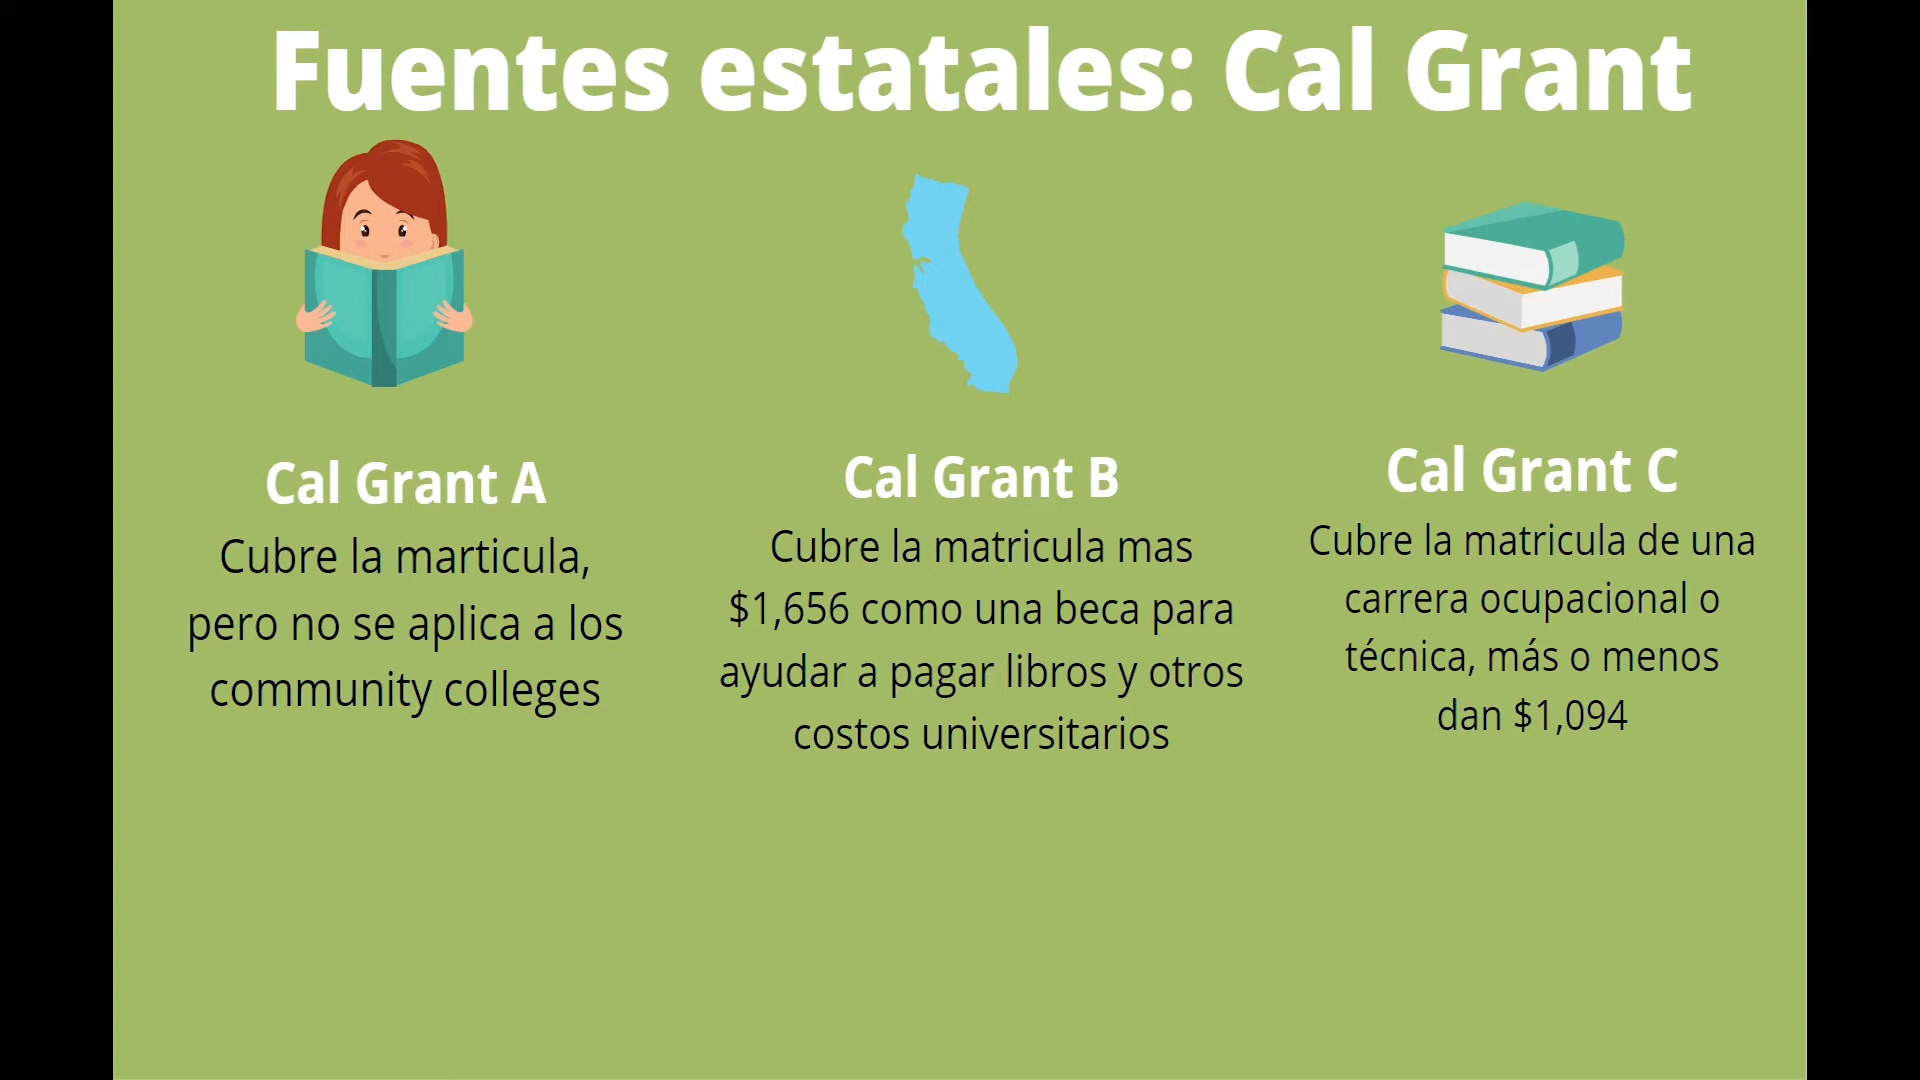 Fuentes estatales: Cal Grant
Cal Grant A
Cubre la marticula,
pero no se aplica a los
community colleges
Cal Grant B
Cubre la matricula mas
$1,656 como una beca para
ayudar a pagar libros y otros
costos universitarios
Cal Grant C
Cubre la matricula de una
carrera ocupacional o
técnica, más o menos
dan $1,094